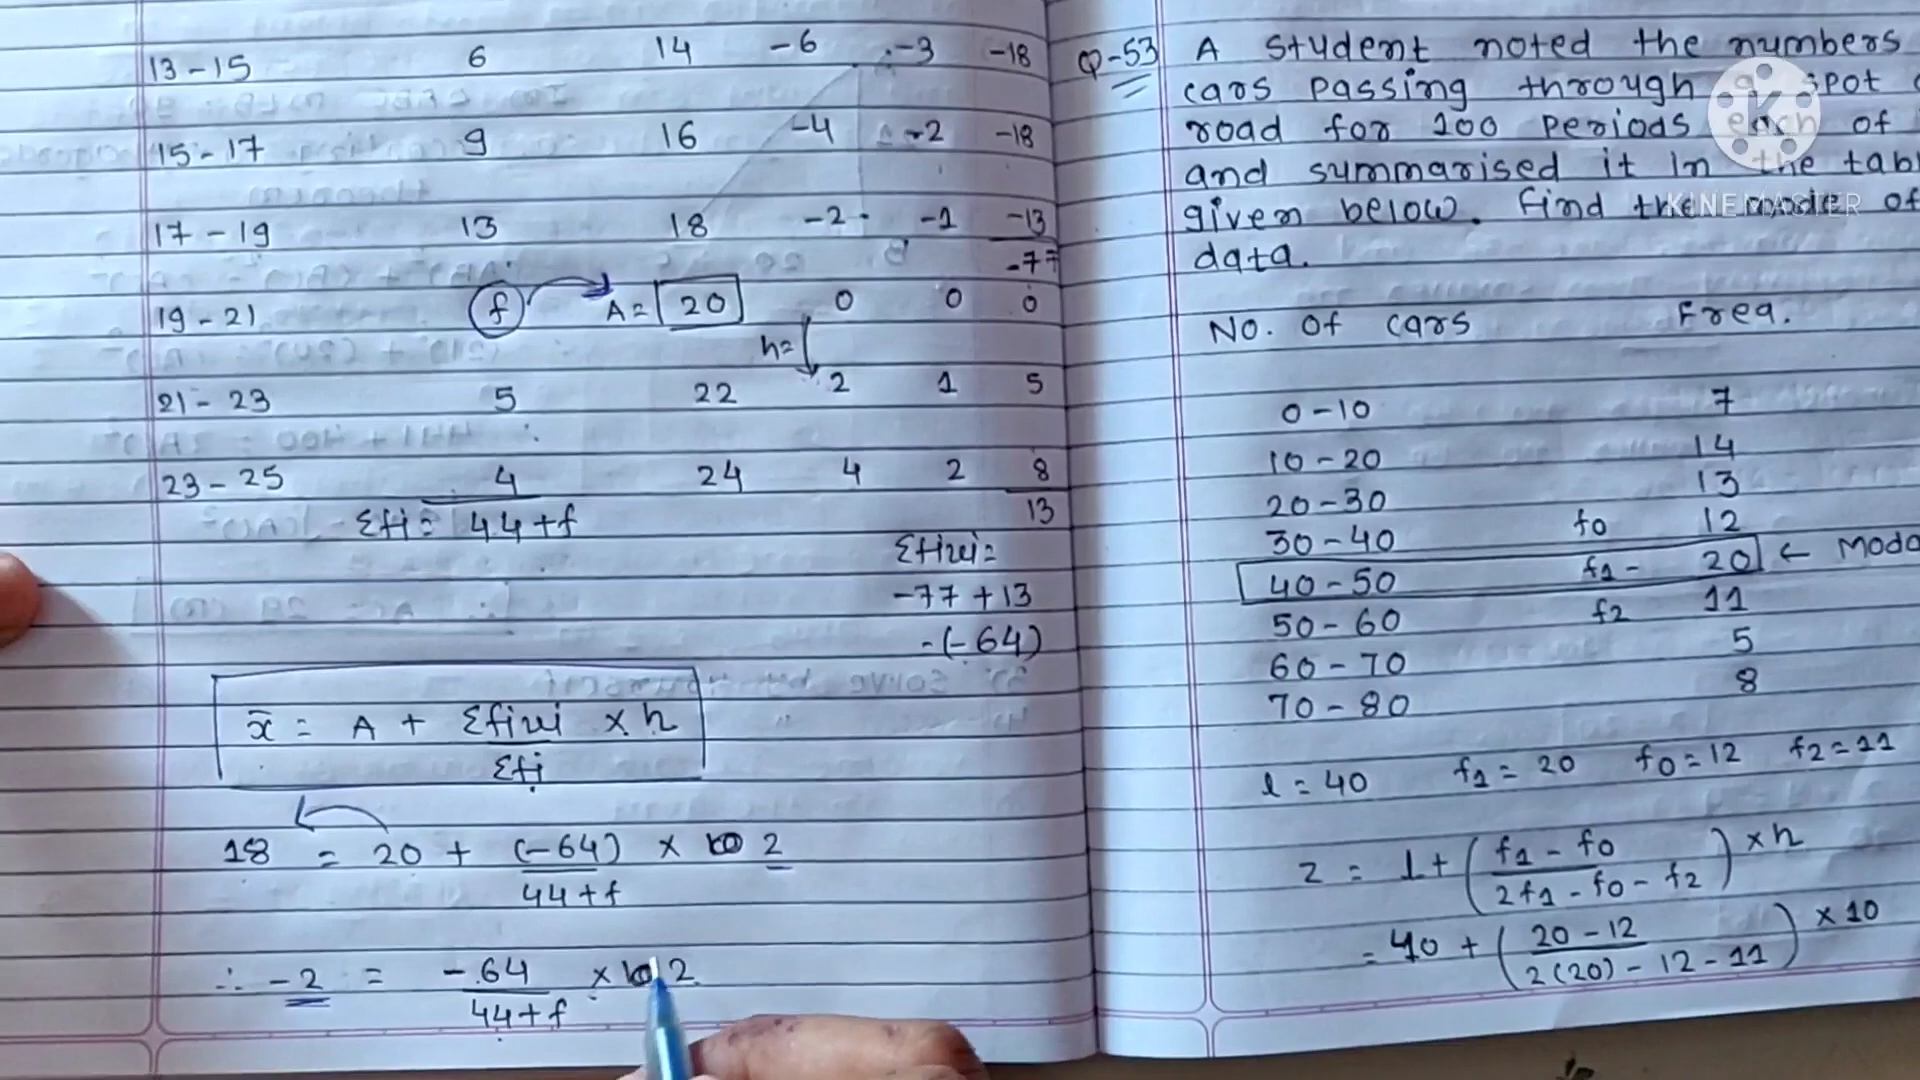 13-15 6 14 -6 -3 -18
15-17 9 16 -4 -2 -18
17-19 13 18 -2 -1 -13
-77
19-21 f A= 20 0 0 0
h=
21-23 5 22 2 1 5
23-25 4 24 4 2 8
Σfi = 44+f 13
Σfiui=
-77+13
-(-64)
x̄ = A + Σfiui × h
Σfi
18 = 20 + (-64) × 10 2
44+f
∴ -2 = -64 × 10 2
44+f
Q-53 A student noted the numbers
cars passing through a spot
road for 100 Periods each of
and summarised it in the tabl
given below. find the mode of
data.
KINEMASTER
No. Of cars Freq.
0-10 7
10-20 14
20-30 13
30-40 f0 12
40-50 f1- 20 ← Moda
50-60 f2 11
60-70 5
70-80 8
l = 40 f1 = 20 f0 = 12 f2 = 11
Z = l + (f1 - f0 / 2f1 - f0 - f2) × h
= 40 + (20-12 / 2(20) - 12 - 11) × 10